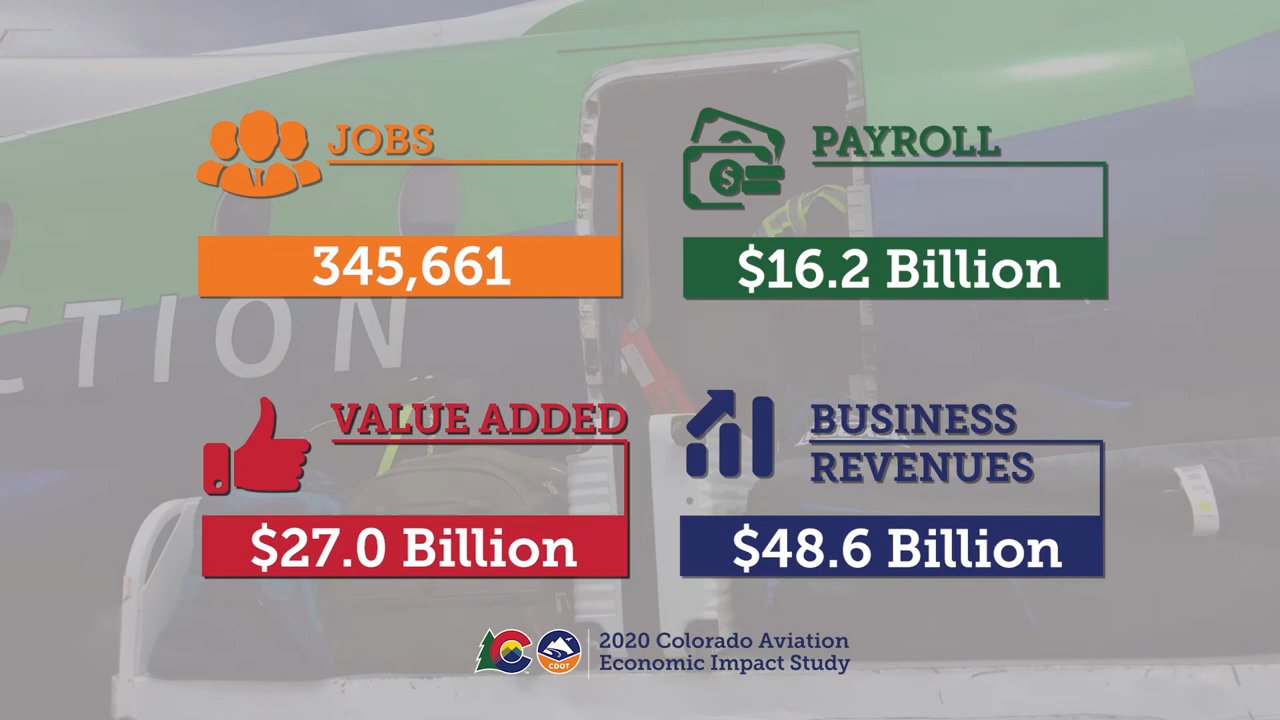 JOBS
345,661
PAYROLL
$16.2 Billion
CTION
VALUE ADDED
$27.0 Billion
BUSINESS
REVENUES
$48.6 Billion
CDOT
2020 Colorado Aviation
Economic Impact Study